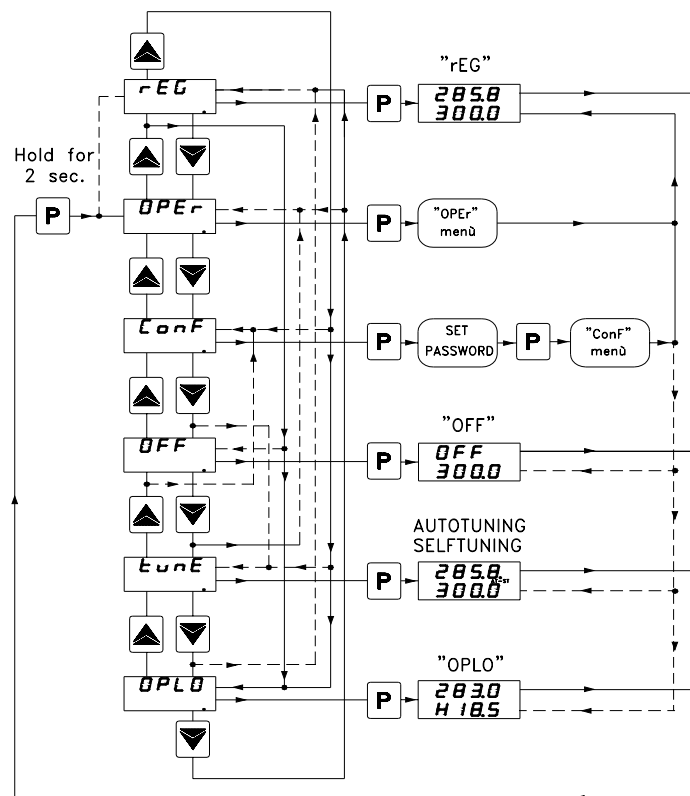 "rEG"
rEG
P
285.8
300.0
Hold for
2 sec.
P
OPEr
P
"OPEr"
menù
ConF
P
SET
PASSWORD
P
"ConF"
menù
"OFF"
OFF
P
OFF
300.0
AUTOTUNING
SELFTUNING
tunE
P
285.8
300.0
"OPLO"
OPLO
P
283.0
H 18.5